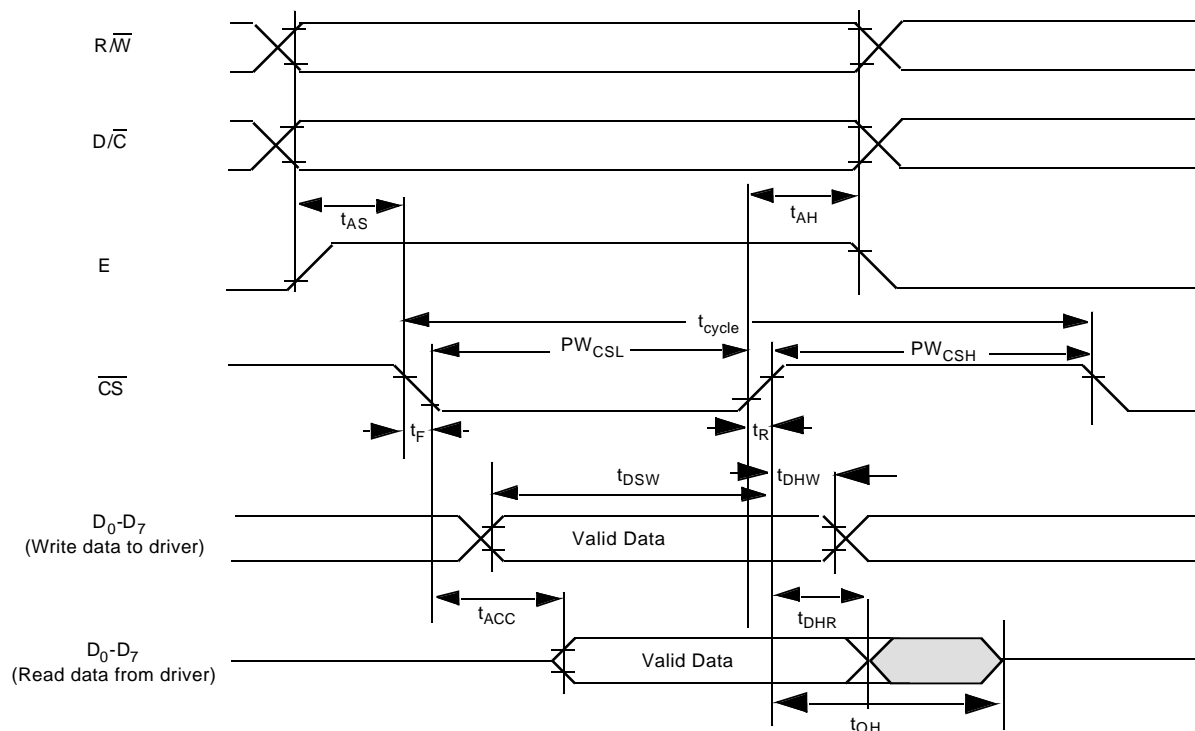 R/W̅
D/C̅
tAS
tAH
E
tcycle
PWCSL
PWCSH
C̅S̅
tF
tR
tDSW
tDHW
D0-D7
(Write data to driver)
Valid Data
tACC
tDHR
D0-D7
(Read data from driver)
Valid Data
tOH